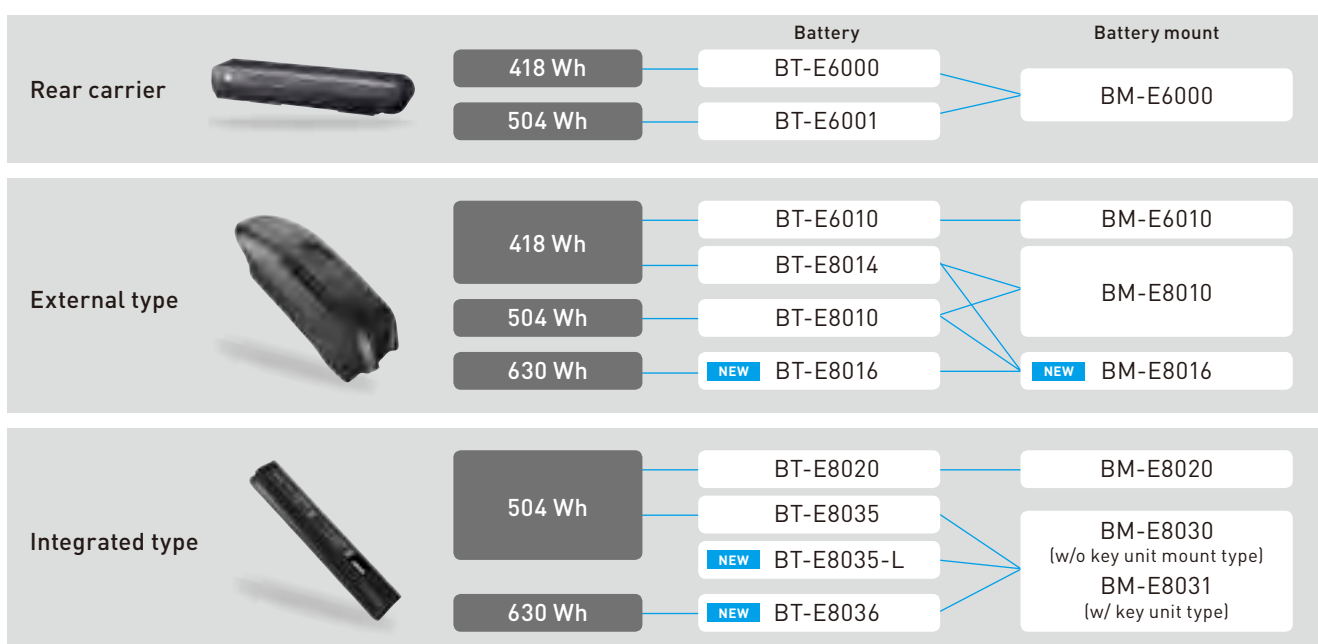 Battery
Battery mount
Rear carrier
418 Wh
BT-E6000
BM-E6000
504 Wh
BT-E6001
External type
418 Wh
BT-E6010
BM-E6010
BT-E8014
BM-E8010
504 Wh
BT-E8010
630 Wh
NEW BT-E8016
NEW BM-E8016
Integrated type
504 Wh
BT-E8020
BM-E8020
BT-E8035
NEW BT-E8035-L
BM-E8030
(w/o key unit mount type)
BM-E8031
(w/ key unit type)
630 Wh
NEW BT-E8036